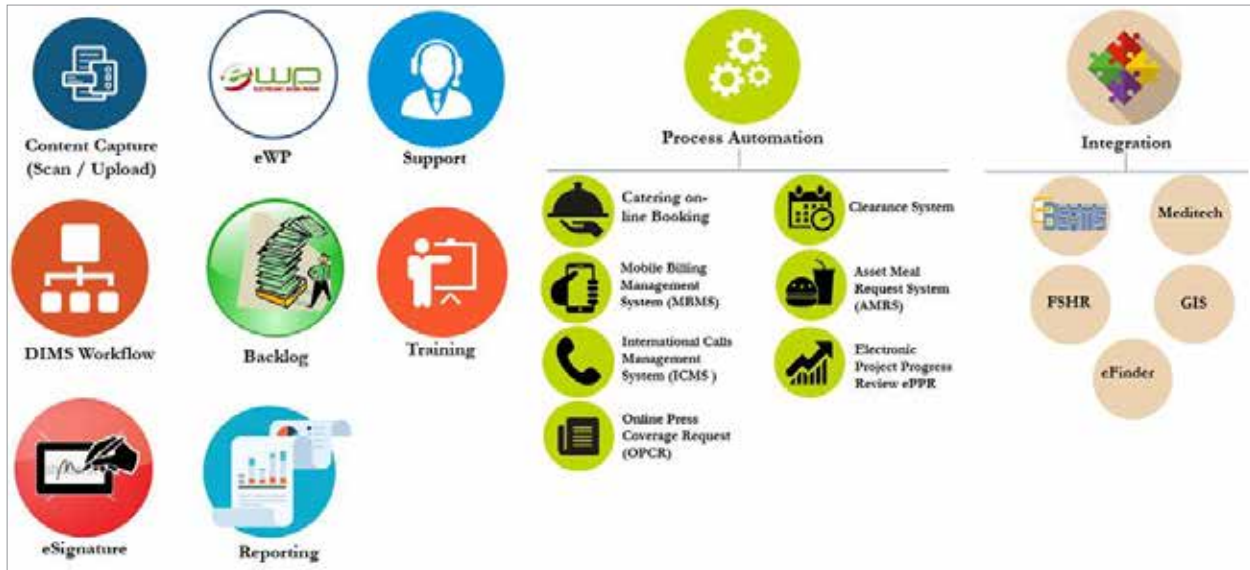 Content Capture
(Scan / Upload)
eWP
ewp
Support
DIMS Workflow
Backlog
Training
eSignature
Reporting
Process Automation
Catering on-
line Booking
Mobile Billing
Management
System (MBMS)
International Calls
Management
System (ICMS )
Online Press
Coverage Request
(OPCR)
Clearance System
Asset Meal
Request System
(AMRS)
Electronic
Project Progress
Review ePPR
Integration
Meditech
FSHR
GIS
eFinder